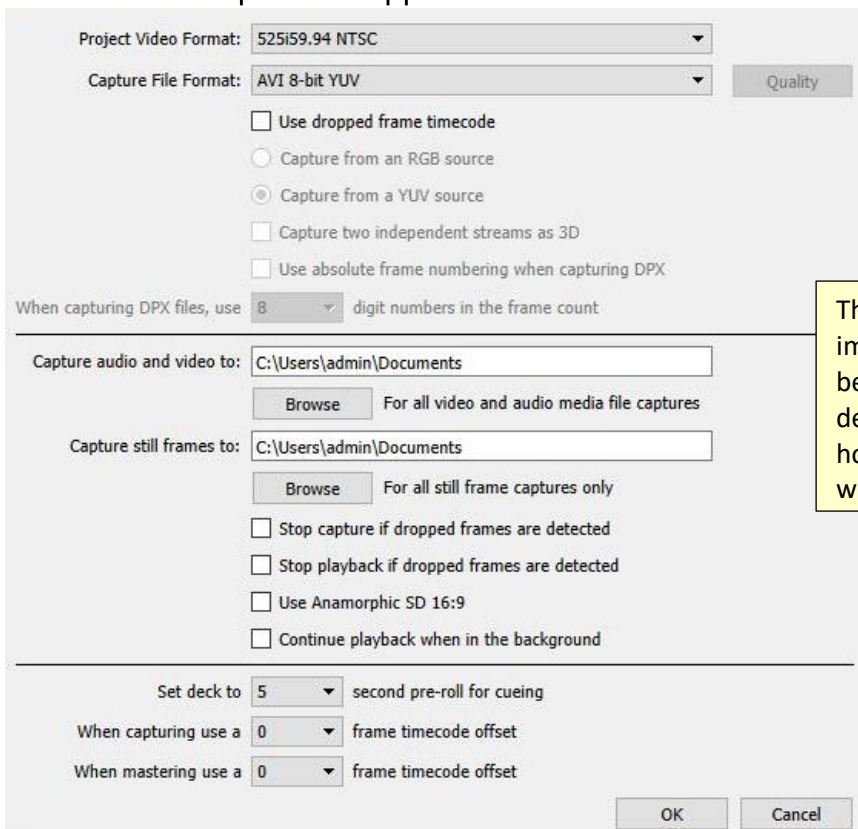 Project Video Format: 525i59.94 NTSC
Capture File Format: AVI 8-bit YUV Quality
Use dropped frame timecode
Capture from an RGB source
Capture from a YUV source
Capture two independent streams as 3D
Use absolute frame numbering when capturing DPX
When capturing DPX files, use 8 digit numbers in the frame count
Capture audio and video to: C:\Users\admin\Documents
Browse For all video and audio media file captures
Capture still frames to: C:\Users\admin\Documents
Browse For all still frame captures only
Stop capture if dropped frames are detected
Stop playback if dropped frames are detected
Use Anamorphic SD 16:9
Continue playback when in the background
Set deck to 5 second pre-roll for cueing
When capturing use a 0 frame timecode offset
When mastering use a 0 frame timecode offset
OK Cancel